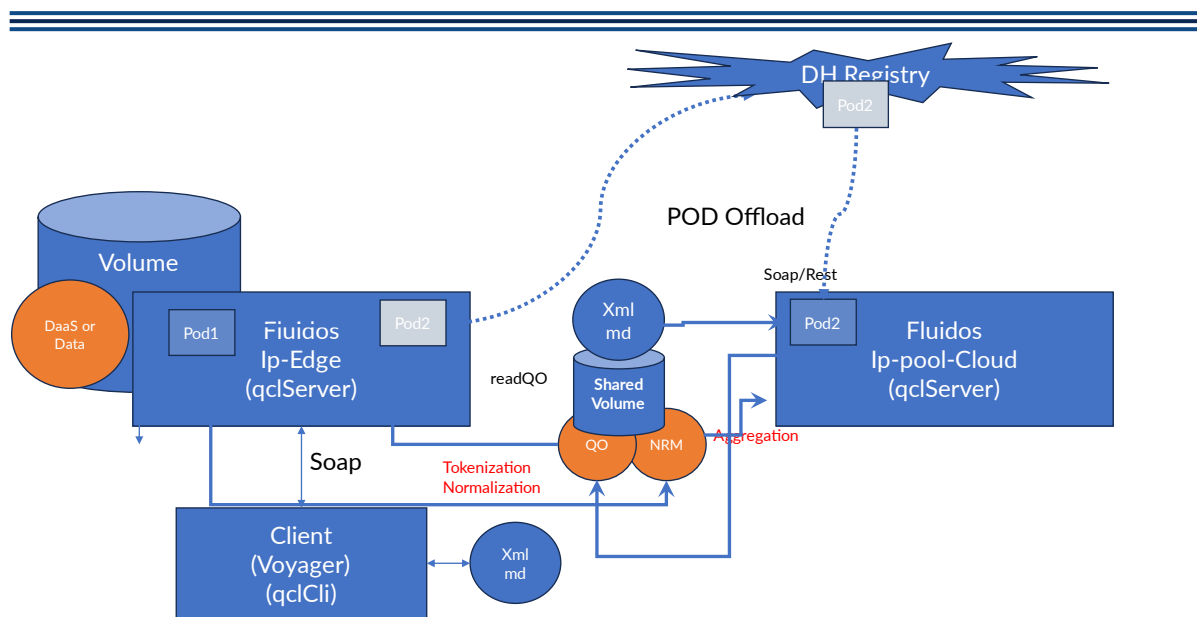 DH Registry
Pod2
POD Offload
Volume
Soap/Rest
DaaS or
Data
Pod1
Fluidos
Ip-Edge
(qclServer)
Pod2
Xml
md
Pod2
Fluidos
Ip-pool-Cloud
(qclServer)
readQO
Shared
Volume
QO
NRM
Aggregation
Soap
Tokenization
Normalization
Client
(Voyager)
(qclCli)
Xml
md